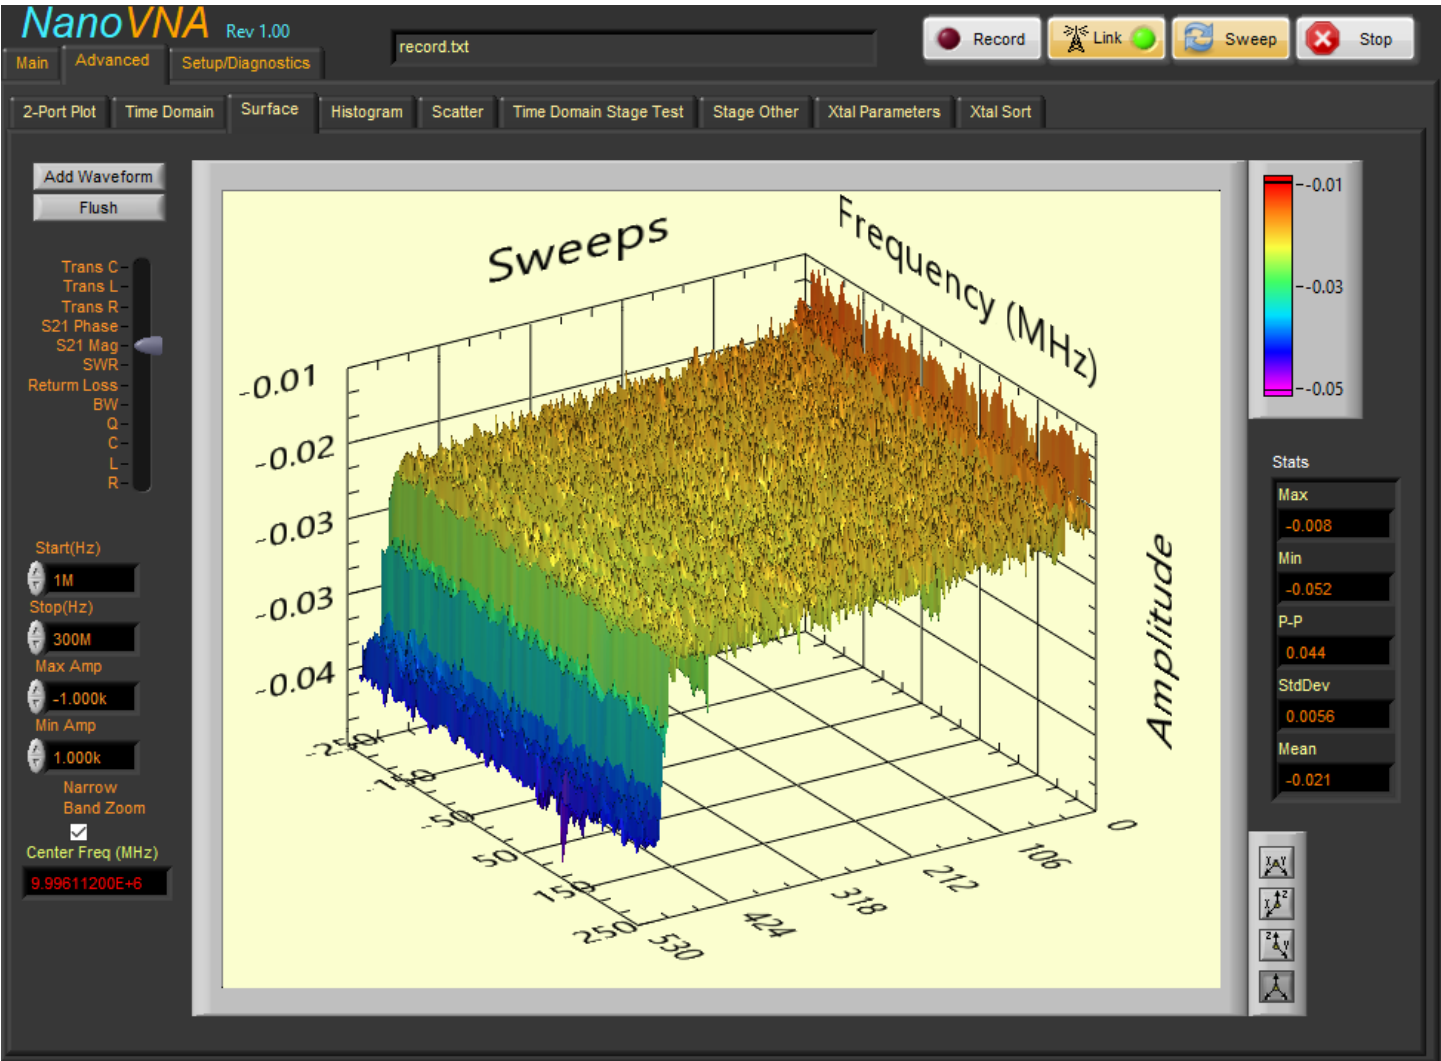 NanoVNA Rev 1.00
record.txt
Record
Link
Sweep
Stop
Main
Advanced
Setup/Diagnostics
2-Port Plot
Time Domain
Surface
Histogram
Scatter
Time Domain Stage Test
Stage Other
Xtal Parameters
Xtal Sort
Add Waveform
Flush
Trans C
Trans L
Trans R
S21 Phase
S21 Mag
SWR
Returm Loss
BW
Q
C
L
R
Start(Hz)
1M
Stop(Hz)
300M
Max Amp
-1.000k
Min Amp
1.000k
Narrow
Band Zoom
Center Freq (MHz)
9.99611200E+6
Sweeps
Frequency (MHz)
Amplitude
-0.01
-0.02
-0.03
-0.03
-0.04
-250k
-150
-50
50
150
250
530
424
318
212
106
0
-0.01
-0.03
-0.05
Stats
Max
-0.008
Min
-0.052
P-P
0.044
StdDev
0.0056
Mean
-0.021
X Y
X Z
Z Y